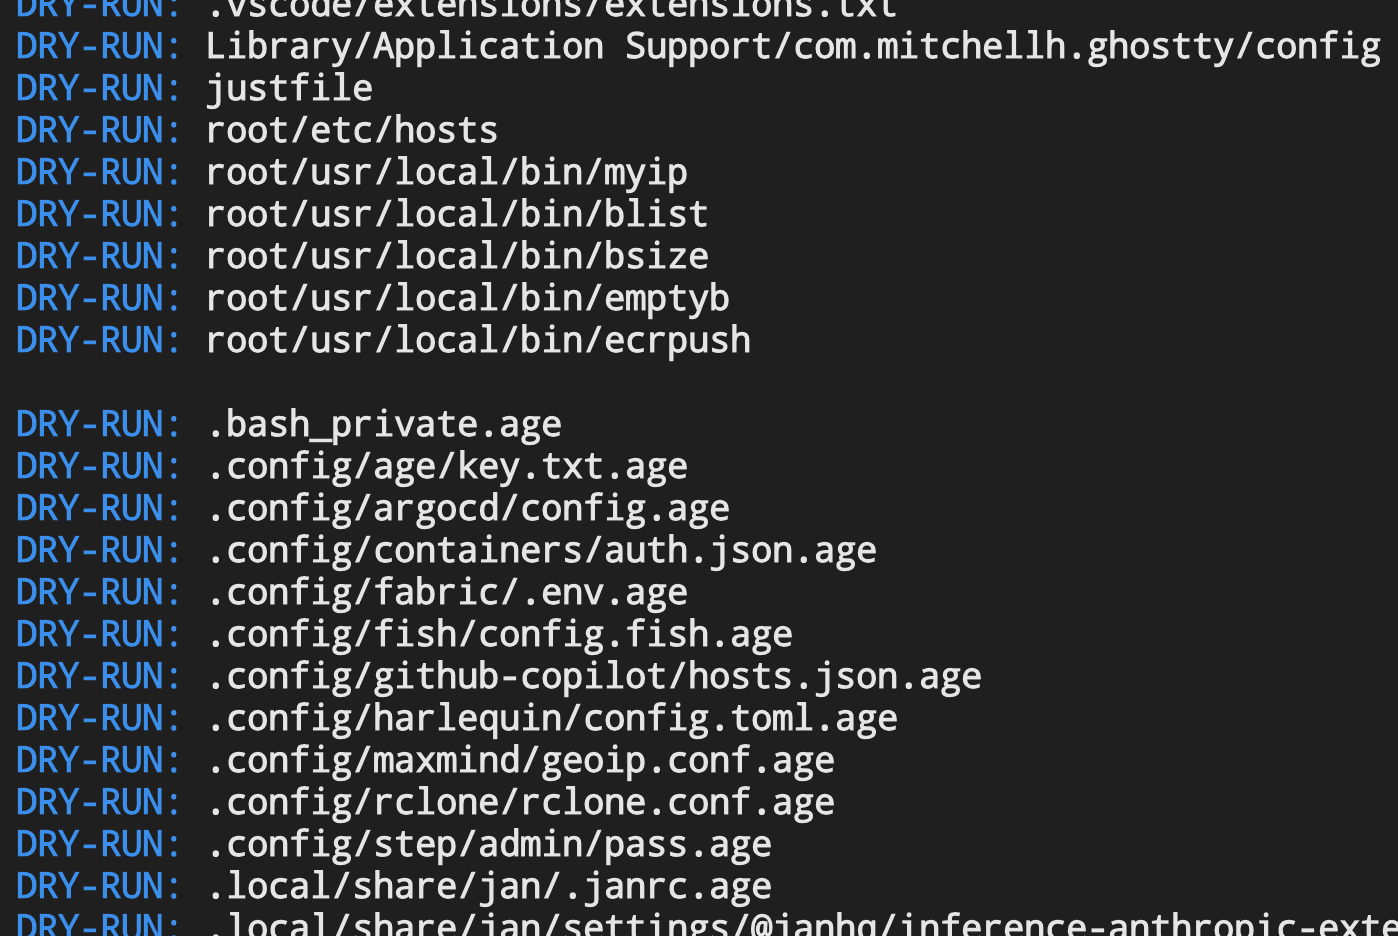 DRY-RUN: .vscode/extensions/extensions.txt
DRY-RUN: Library/Application Support/com.mitchellh.ghostty/config
DRY-RUN: justfile
DRY-RUN: root/etc/hosts
DRY-RUN: root/usr/local/bin/myip
DRY-RUN: root/usr/local/bin/blist
DRY-RUN: root/usr/local/bin/bsize
DRY-RUN: root/usr/local/bin/emptyb
DRY-RUN: root/usr/local/bin/ecrpush
DRY-RUN: .bash_private.age
DRY-RUN: .config/age/key.txt.age
DRY-RUN: .config/argocd/config.age
DRY-RUN: .config/containers/auth.json.age
DRY-RUN: .config/fabric/.env.age
DRY-RUN: .config/fish/config.fish.age
DRY-RUN: .config/github-copilot/hosts.json.age
DRY-RUN: .config/harlequin/config.toml.age
DRY-RUN: .config/maxmind/geoip.conf.age
DRY-RUN: .config/rclone/rclone.conf.age
DRY-RUN: .config/step/admin/pass.age
DRY-RUN: .local/share/jan/.janrc.age
DRY-RUN: .local/share/jan/settings/@janhq/inference-anthropic-exte